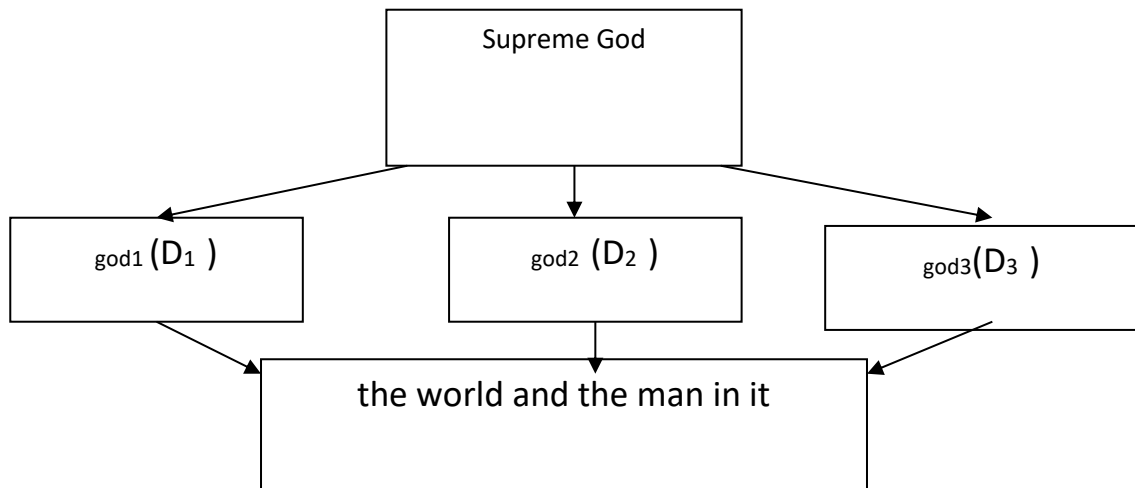 Supreme God
god1 (D1 )
god2 (D2 )
god3(D3 )
the world and the man in it